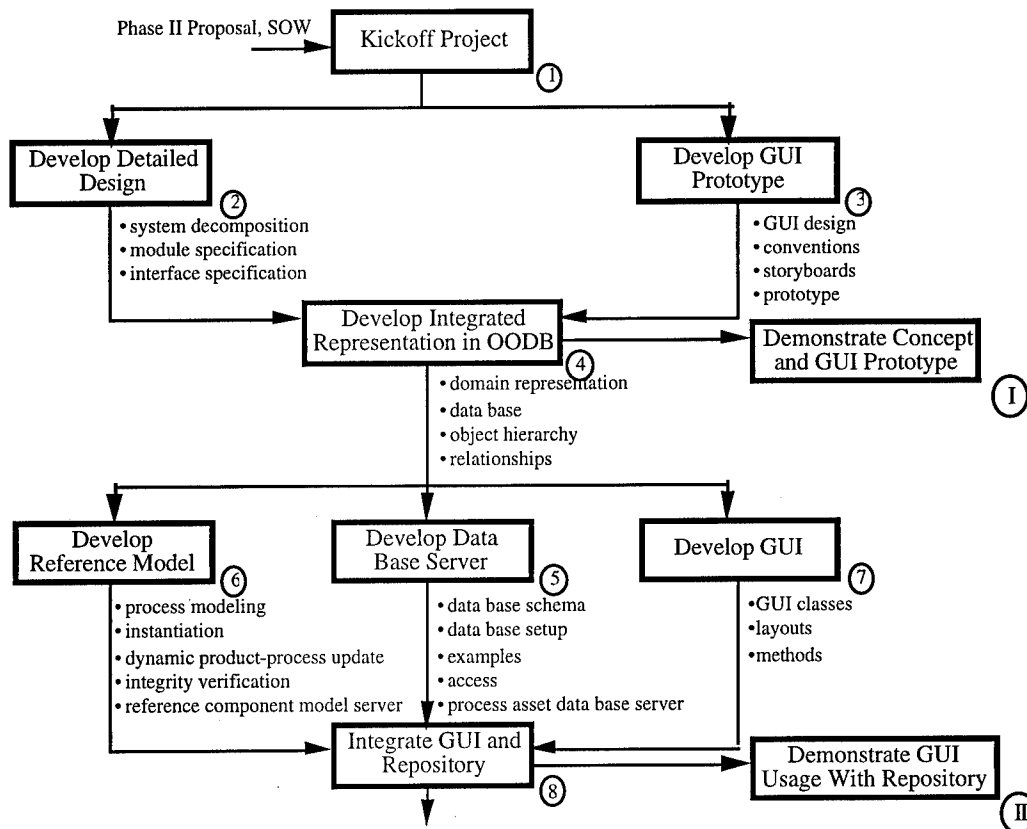 Phase II Proposal, SOW
Kickoff Project
1
Develop Detailed
Design
2
• system decomposition
• module specification
• interface specification
Develop GUI
Prototype
3
• GUI design
• conventions
• storyboards
• prototype
Develop Integrated
Representation in OODB
4
• domain representation
• data base
• object hierarchy
• relationships
Demonstrate Concept
and GUI Prototype
I
Develop
Reference Model
6
• process modeling
• instantiation
• dynamic product-process update
• integrity verification
• reference component model server
Develop Data
Base Server
5
• data base schema
• data base setup
• examples
• access
• process asset data base server
Develop GUI
7
• GUI classes
• layouts
• methods
Integrate GUI and
Repository
8
Demonstrate GUI
Usage With Repository
II